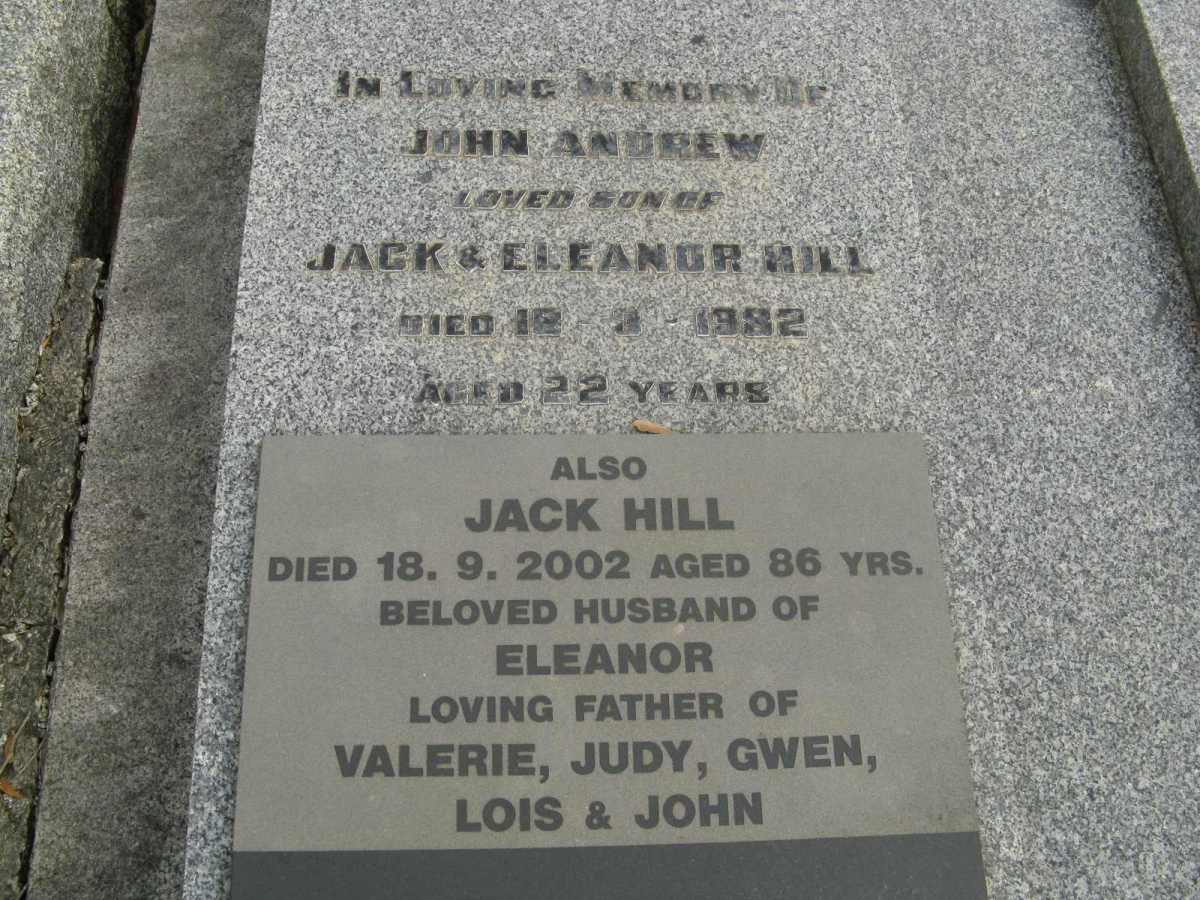 IN LOVING MEMORY OF
JOHN ANDREW
LOVED SON OF
JACK & ELEANOR HILL
DIED - - 1982
AGED 22 YEARS
ALSO
JACK HILL
DIED 18. 9. 2002 AGED 86 YRS.
BELOVED HUSBAND OF
ELEANOR
LOVING FATHER OF
VALERIE, JUDY, GWEN,
LOIS & JOHN